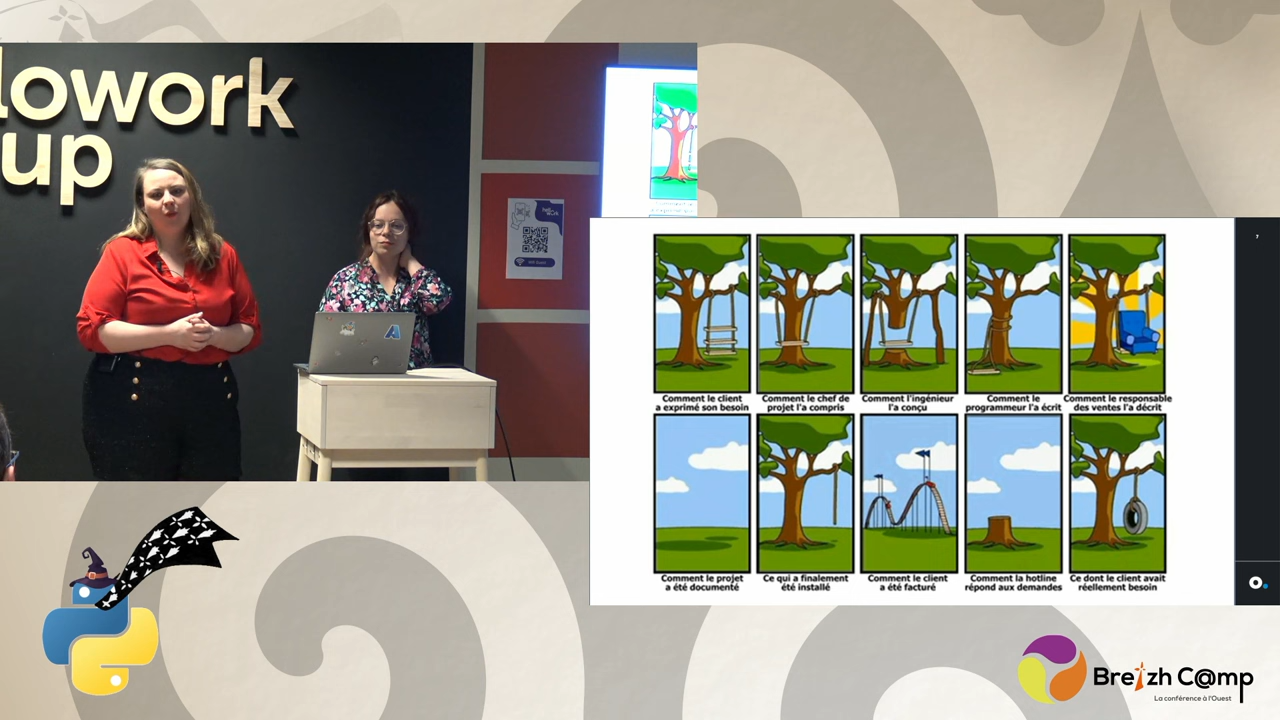 lowork
up
Comment le client
a exprimé son besoin
Comment le chef de
projet l'a compris
Comment l'ingénieur
l'a conçu
Comment le
programmeur l'a écrit
Comment le responsable
des ventes l'a décrit
Comment le projet
a été documenté
Ce qui a finalement
été installé
Comment le client
a été facturé
Comment la hotline
répond aux demandes
Ce dont le client avait
réellement besoin
Breizh C@mp
La conférence à l'Ouest